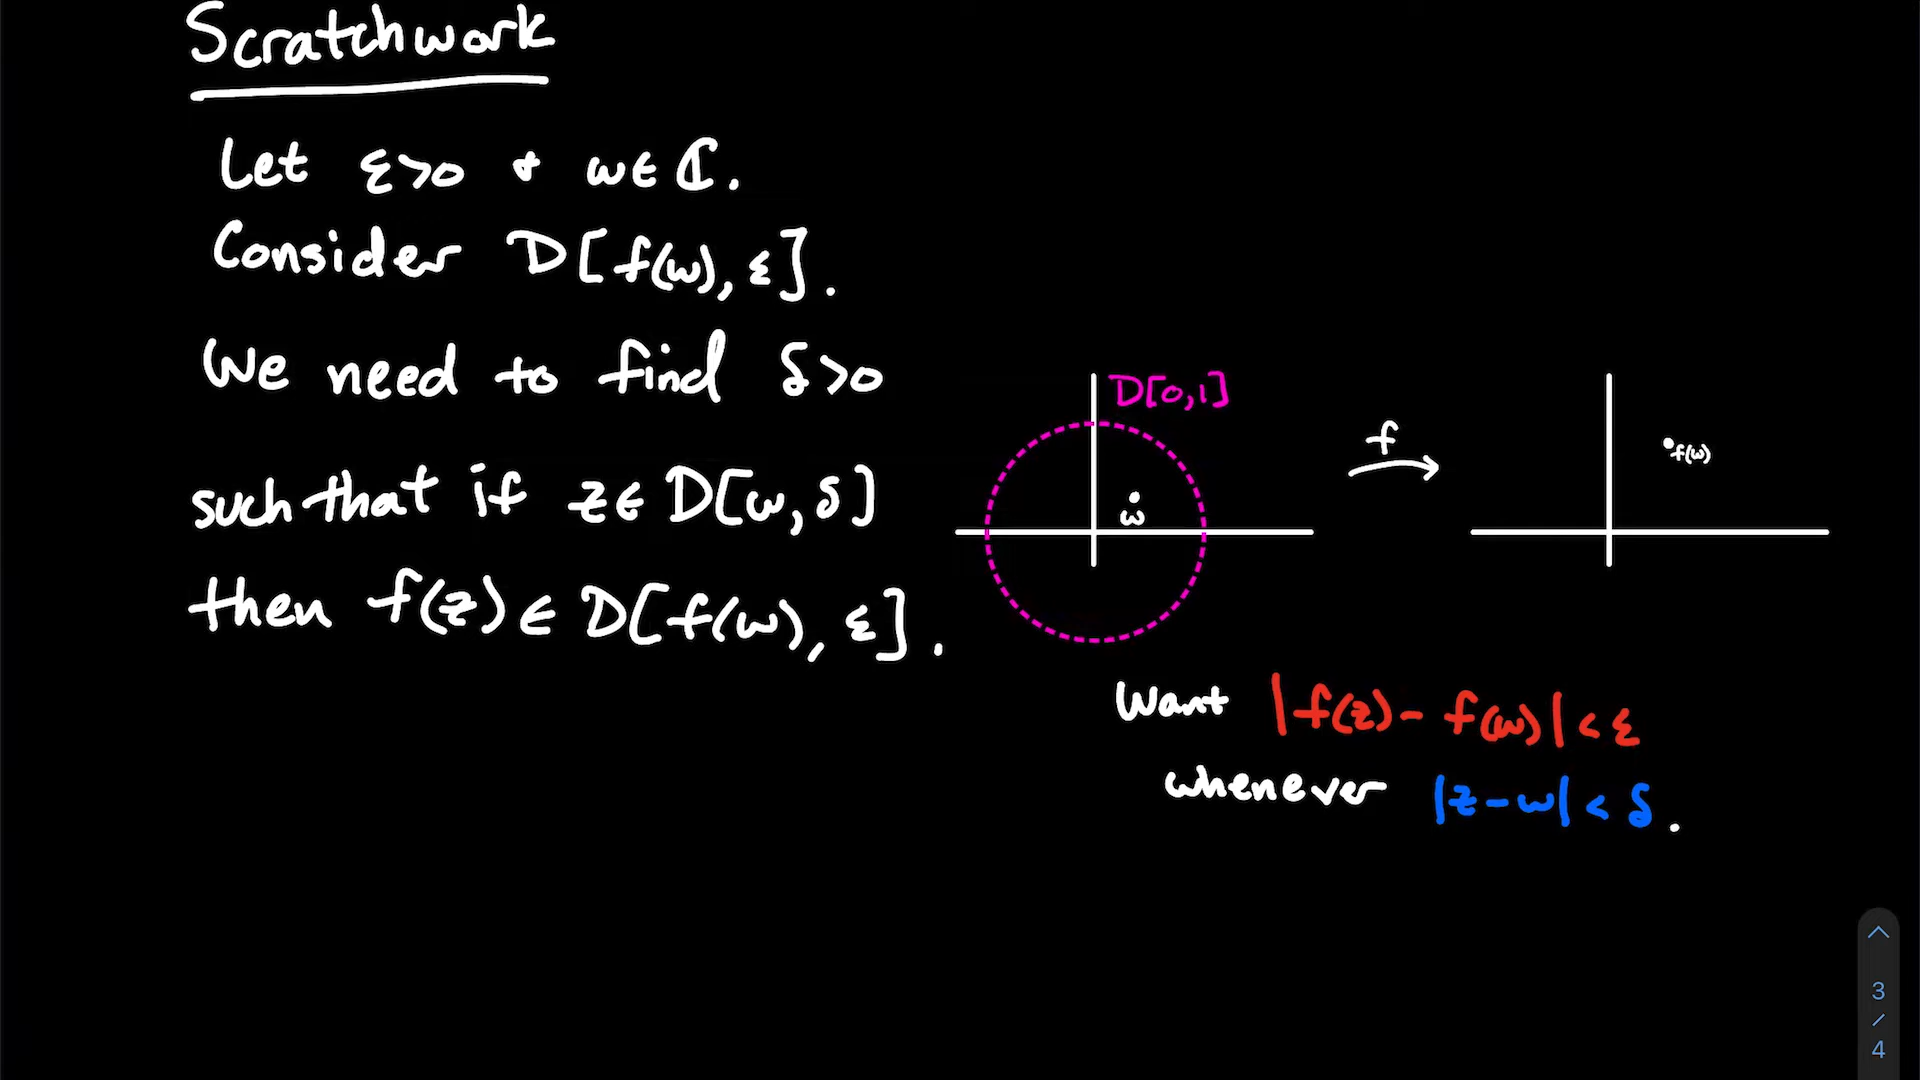 Scratchwork
Let ε>0 & ω∈ℂ.
Consider D[f(ω), ε].
We need to find δ>0
such that if z∈ D[ω, δ]
then f(z)∈ D[f(ω), ε].
D[0,1]
ω
f
f(ω)
Want |f(z)- f(ω)|< ε
whenever |z-ω|< δ.
3
/
4